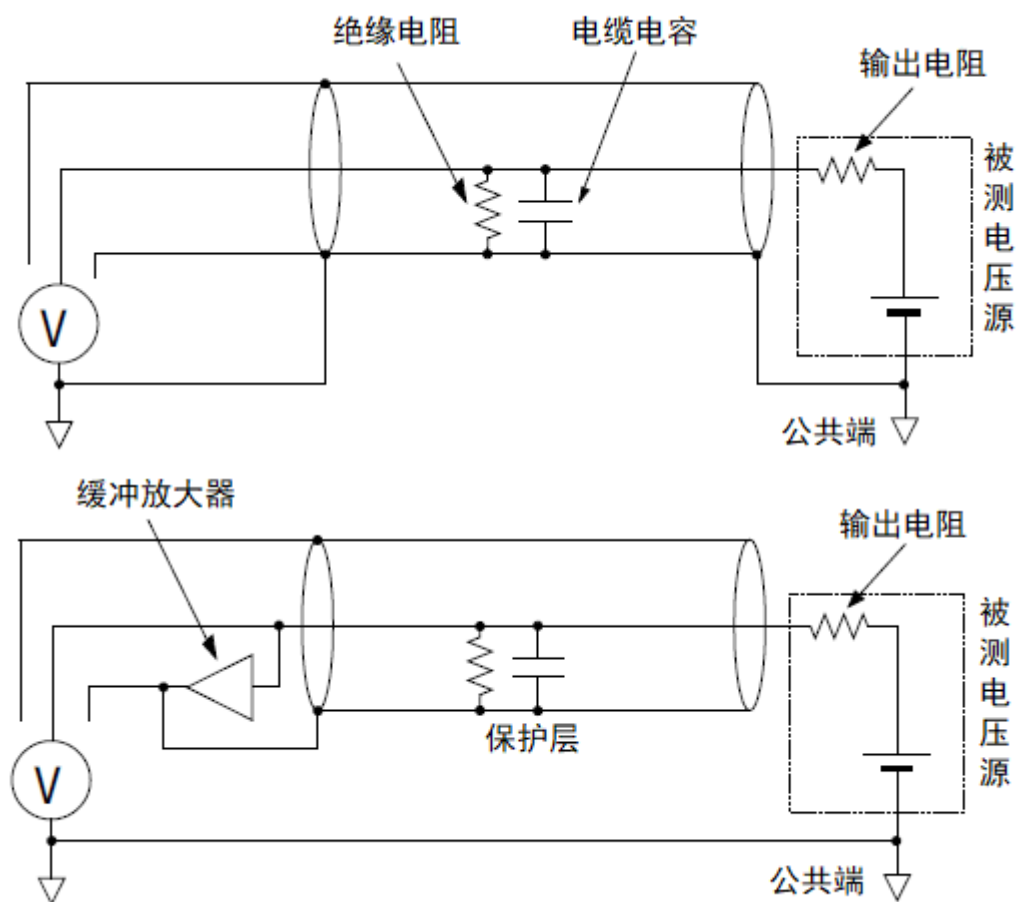 绝缘电阻
电缆电容
输出电阻
被测电压源
V
公共端
缓冲放大器
输出电阻
被测电压源
保护层
V
公共端